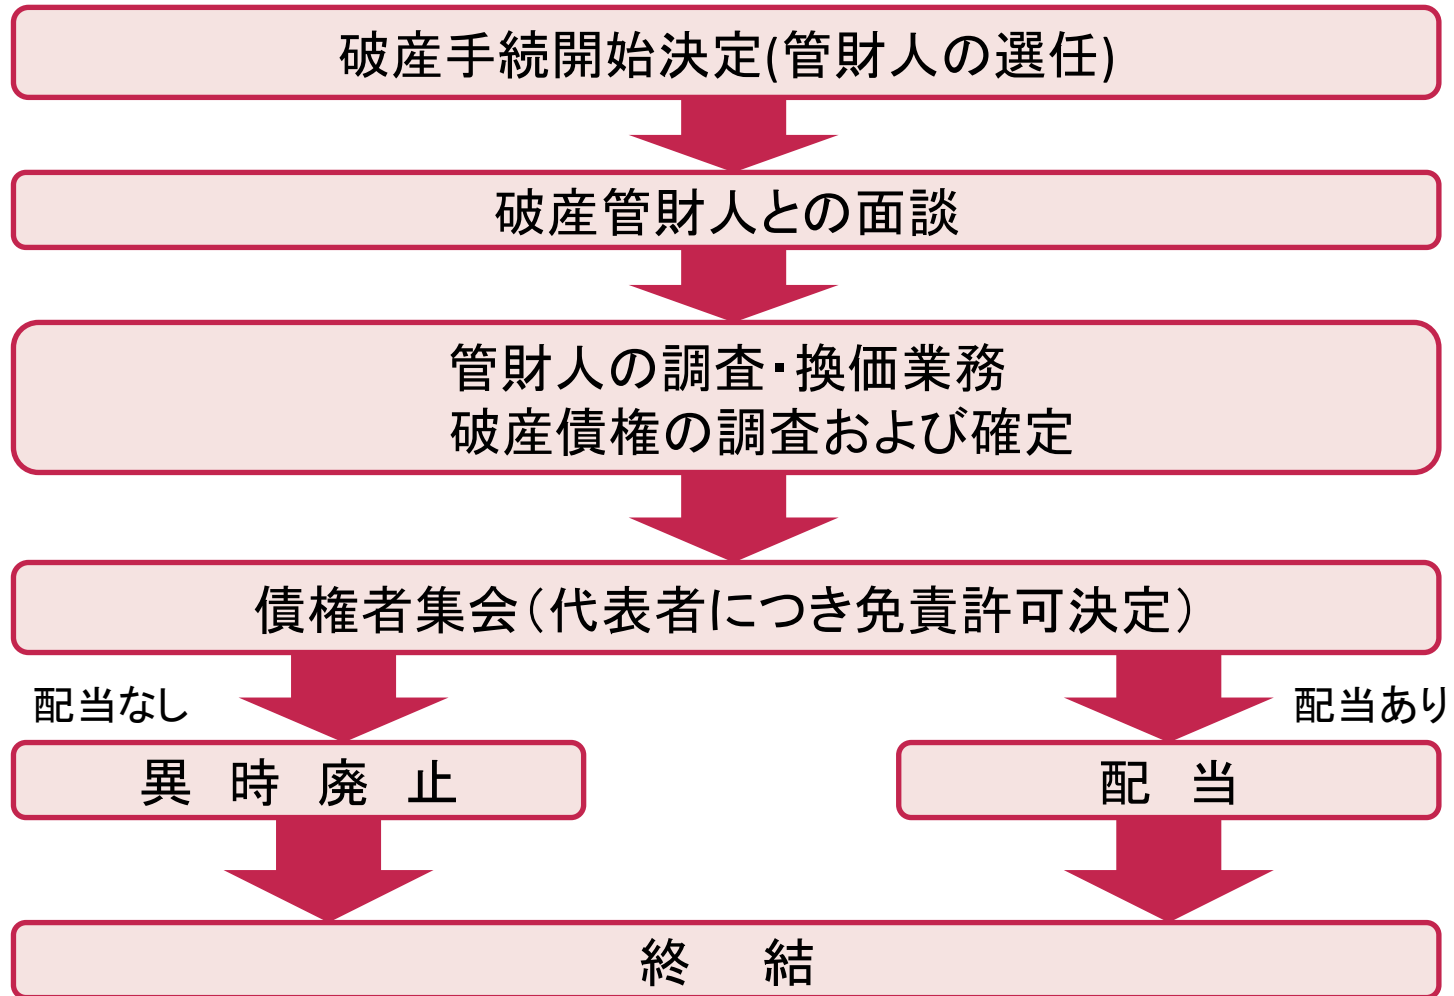 破産手続開始決定(管財人の選任)
破産管財人との面談
管財人の調査・換価業務
破産債権の調査および確定
債権者集会（代表者につき免責許可決定）
配当なし
配当あり
異　時　廃　止
配　当
終　結